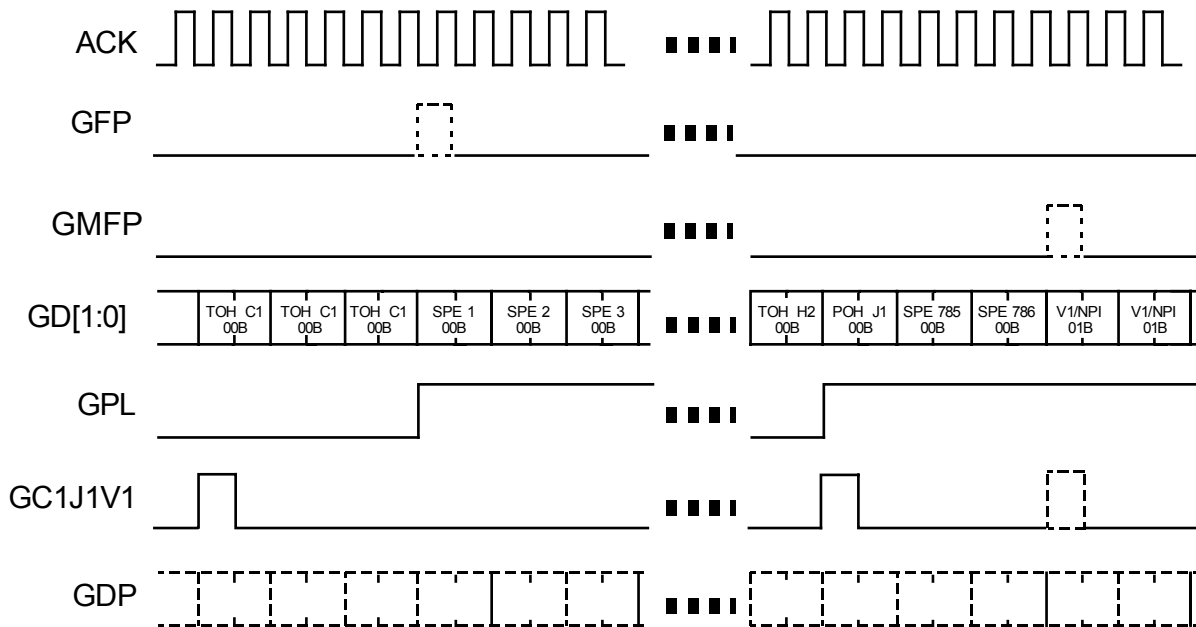 ACK
GFP
GMFP
GD[1:0]
TOH C1
00B
TOH C1
00B
TOH C1
00B
SPE 1
00B
SPE 2
00B
SPE 3
00B
TOH H2
00B
POH J1
00B
SPE 785
00B
SPE 786
00B
V1/NPI
01B
V1/NPI
01B
GPL
GC1J1V1
GDP